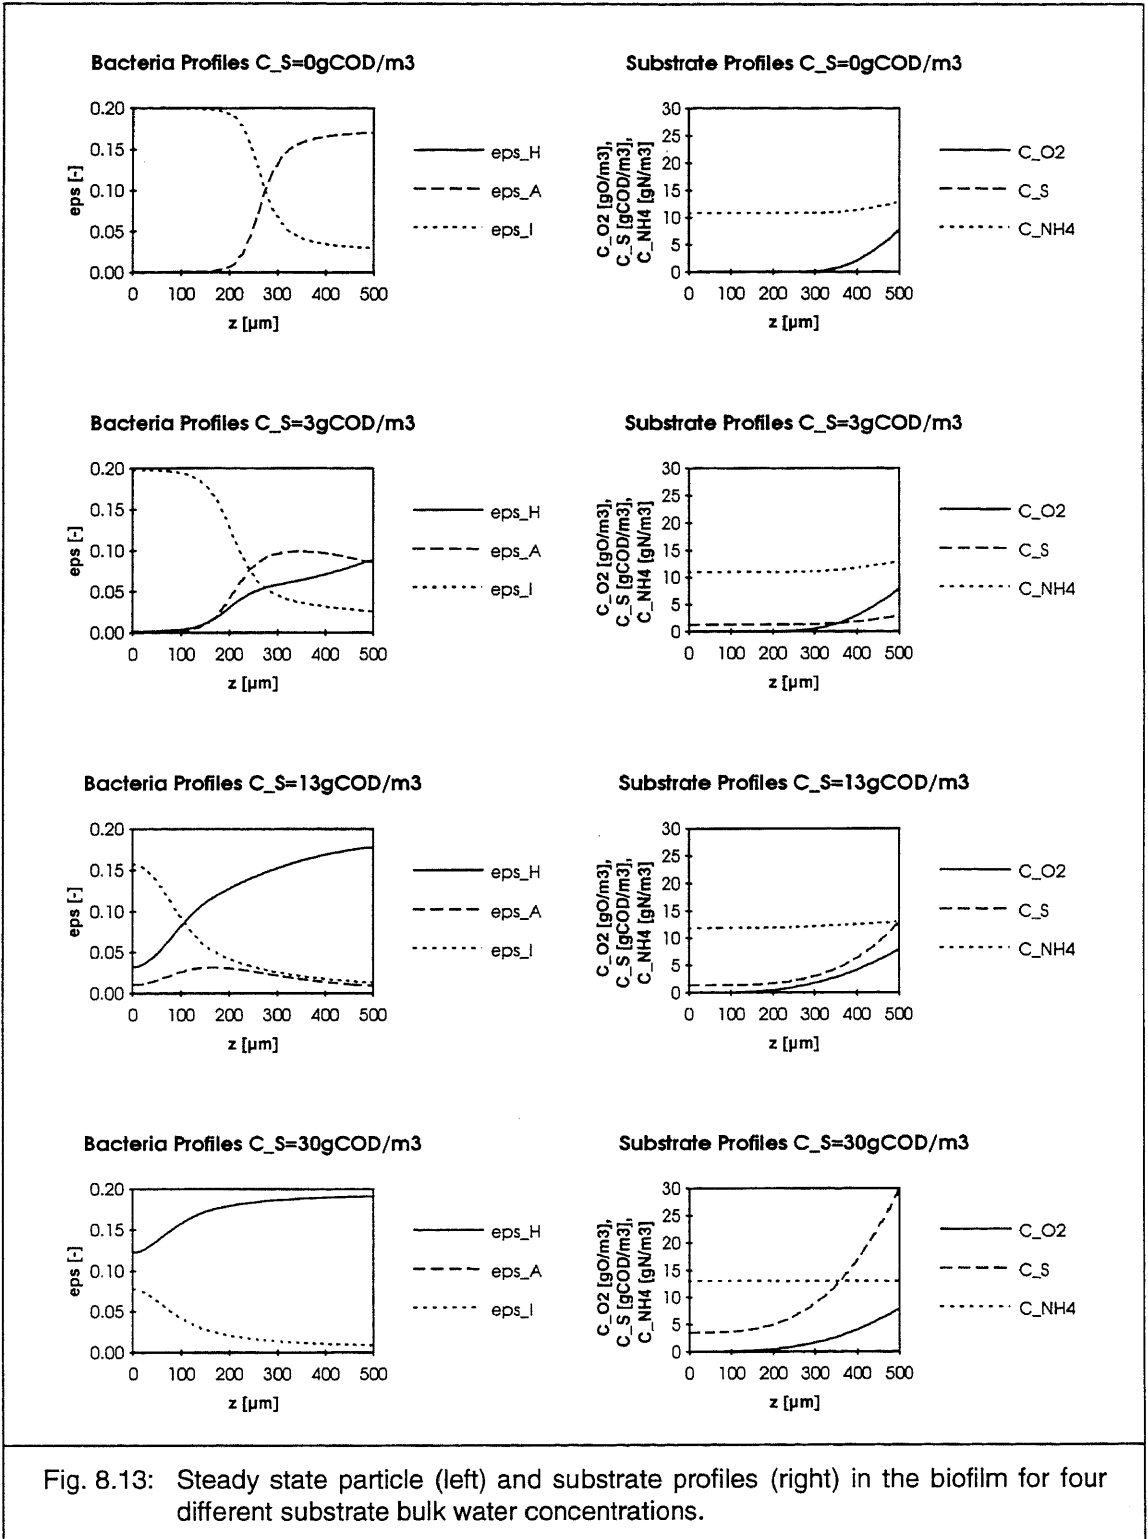 Bacteria Profiles C_S=0gCOD/m3
0.20
0.15
0.10
0.05
0.00
eps [-]
0 100 200 300 400 500
z [µm]
eps_H
eps_A
eps_I
Substrate Profiles C_S=0gCOD/m3
C_O2 [gO/m3],
C_S [gCOD/m3],
C_NH4 [gN/m3]
30
25
20
15
10
5
0
0 100 200 300 400 500
z [µm]
C_O2
C_S
C_NH4
Bacteria Profiles C_S=3gCOD/m3
0.20
0.15
0.10
0.05
0.00
eps [-]
0 100 200 300 400 500
z [µm]
eps_H
eps_A
eps_I
Substrate Profiles C_S=3gCOD/m3
C_O2 [gO/m3],
C_S [gCOD/m3],
C_NH4 [gN/m3]
30
25
20
15
10
5
0
0 100 200 300 400 500
z [µm]
C_O2
C_S
C_NH4
Bacteria Profiles C_S=13gCOD/m3
0.20
0.15
0.10
0.05
0.00
eps [-]
0 100 200 300 400 500
z [µm]
eps_H
eps_A
eps_I
Substrate Profiles C_S=13gCOD/m3
C_O2 [gO/m3],
C_S [gCOD/m3],
C_NH4 [gN/m3]
30
25
20
15
10
5
0
0 100 200 300 400 500
z [µm]
C_O2
C_S
C_NH4
Bacteria Profiles C_S=30gCOD/m3
0.20
0.15
0.10
0.05
0.00
eps [-]
0 100 200 300 400 500
z [µm]
eps_H
eps_A
eps_I
Substrate Profiles C_S=30gCOD/m3
C_O2 [gO/m3],
C_S [gCOD/m3],
C_NH4 [gN/m3]
30
25
20
15
10
5
0
0 100 200 300 400 500
z [µm]
C_O2
C_S
C_NH4
Fig. 8.13: Steady state particle (left) and substrate profiles (right) in the biofilm for four
different substrate bulk water concentrations.